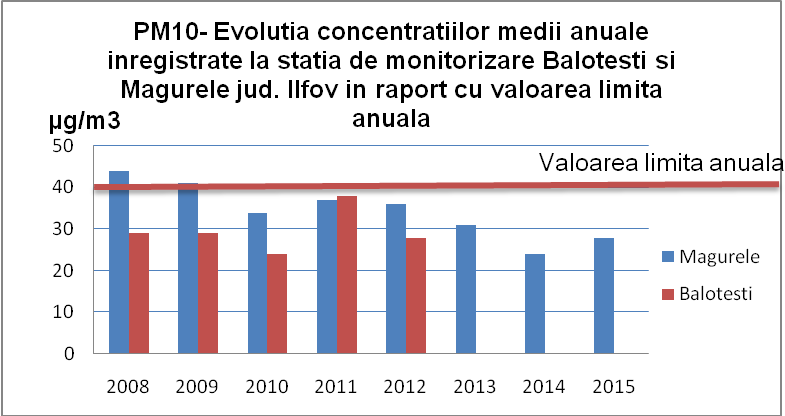 PM10- Evolutia concentratiilor medii anuale
inregistrate la statia de monitorizare Balotesti si
Magurele jud. Ilfov in raport cu valoarea limita
anuala
µg/m3
50
Valoarea limita anuala
40
30
20
10
0
Magurele
Balotesti
2008 2009 2010 2011 2012 2013 2014 2015